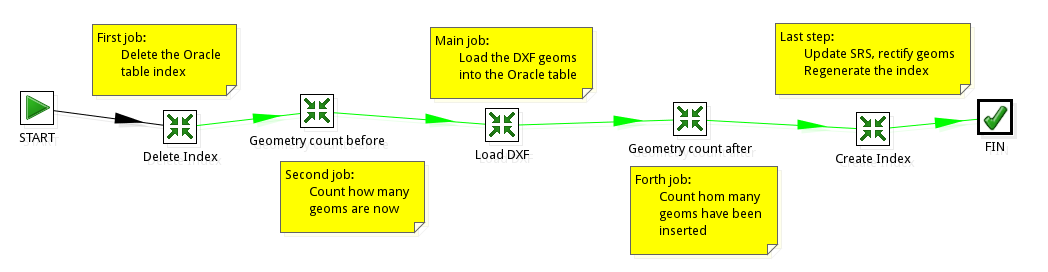 First job:
Delete the Oracle
table index
Main job:
Load the DXF geoms
into the Oracle table
Last step:
Update SRS, rectify geoms
Regenerate the index
START
Delete Index
Geometry count before
Load DXF
Geometry count after
Create Index
FIN
Second job:
Count how many
geoms are now
Forth job:
Count hom many
geoms have been
inserted